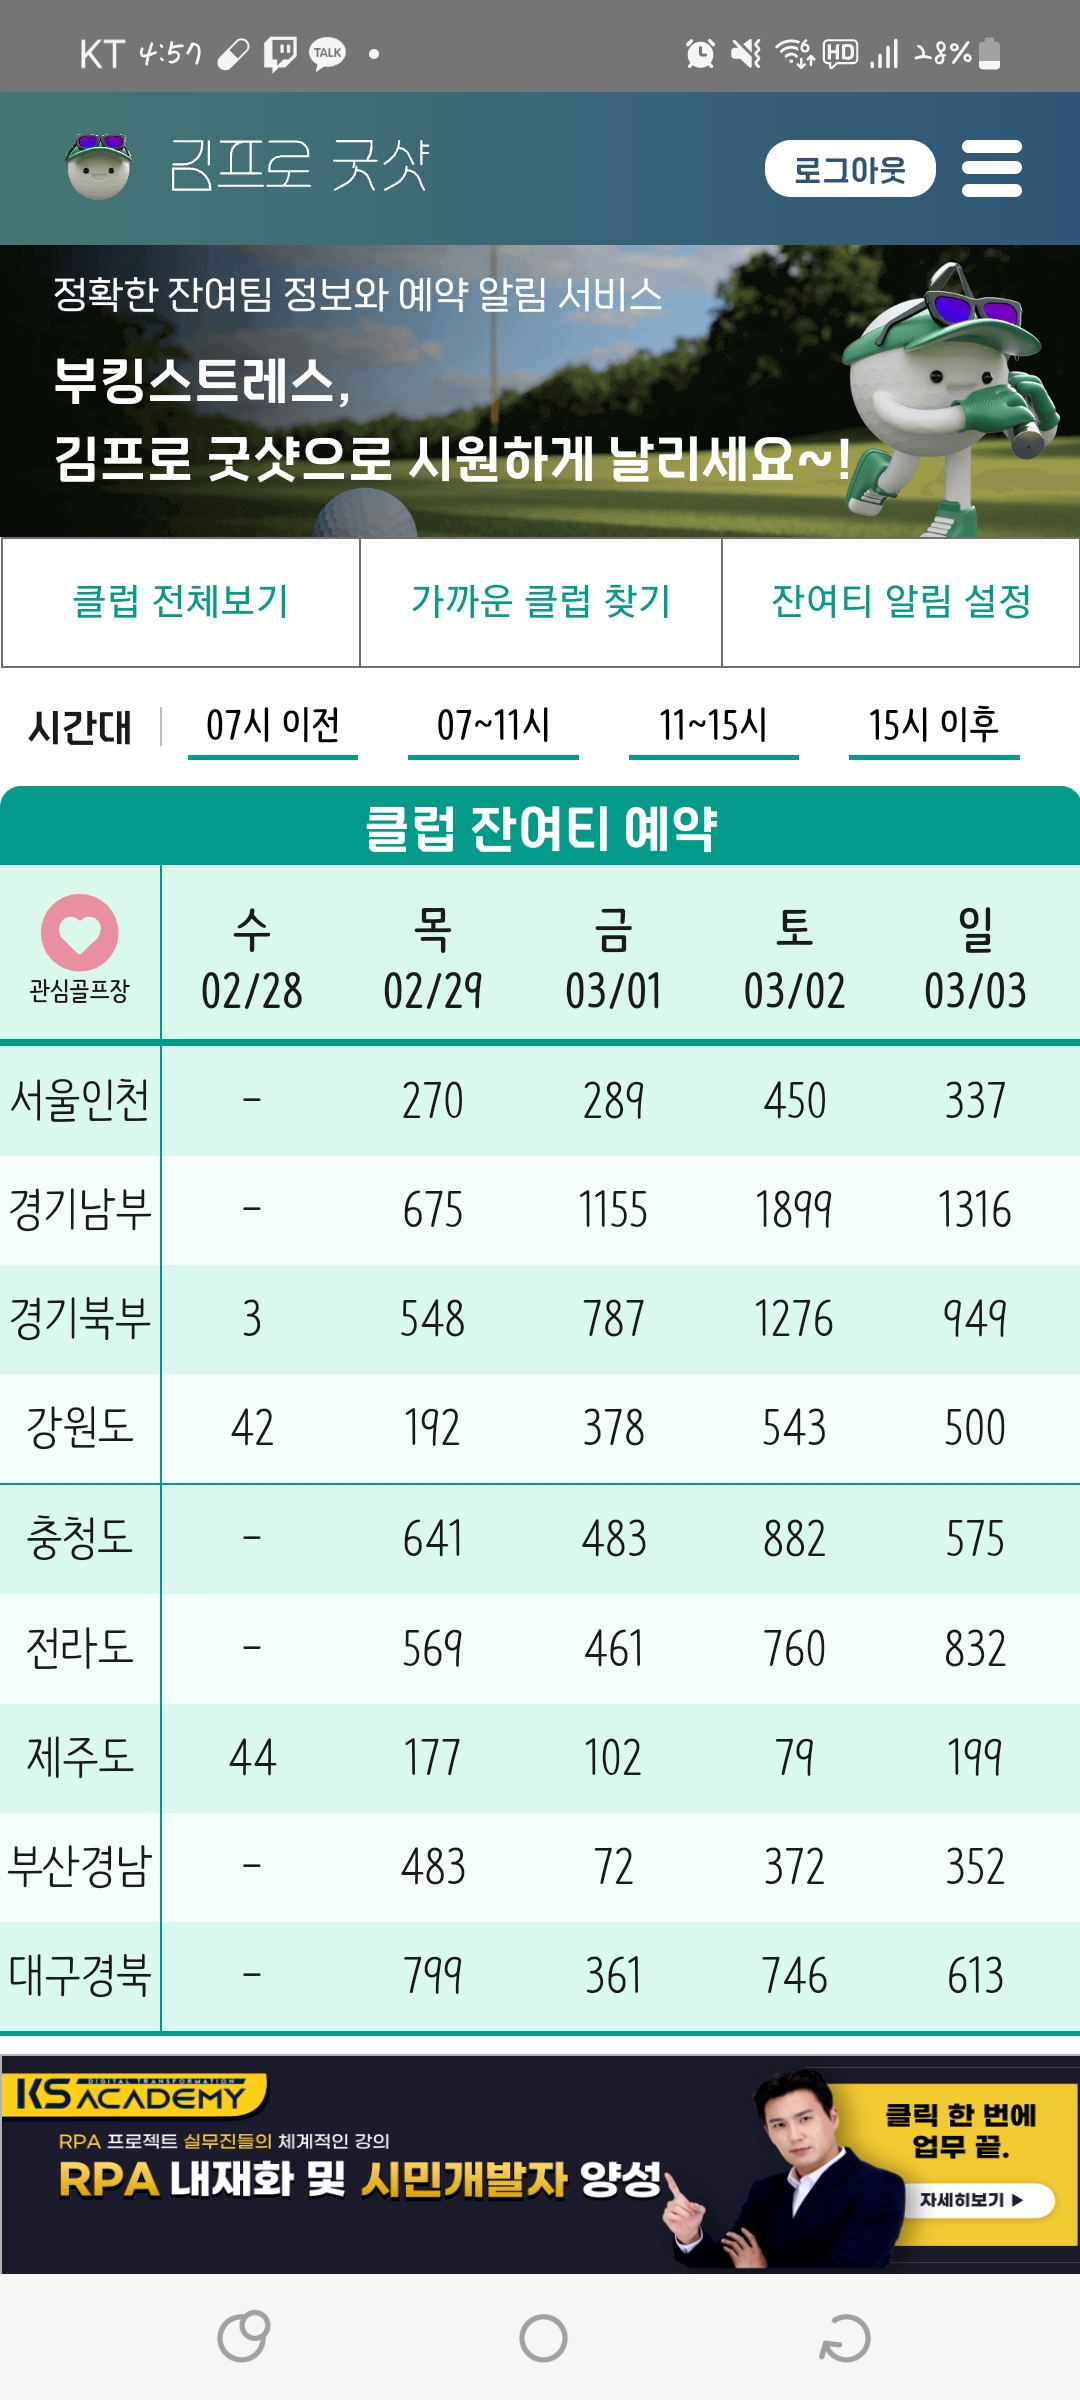 KT 4:57 TALK HD 28%
김프로 굿샷
로그아웃
정확한 잔여팀 정보와 예약 알림 서비스
부킹스트레스,
김프로 굿샷으로 시원하게 날리세요~!
클럽 전체보기 가까운 클럽 찾기 잔여티 알림 설정
시간대 07시 이전 07~11시 11~15시 15시 이후
클럽 잔여티 예약
관심골프장
수 목 금 토 일
02/28 02/29 03/01 03/02 03/03
서울인천 - 270 289 450 337
경기남부 - 675 1155 1899 1316
경기북부 3 548 787 1276 949
강원도 42 192 378 543 500
충청도 - 641 483 882 575
전라도 - 569 461 760 832
제주도 44 177 102 79 199
부산경남 - 483 72 372 352
대구경북 - 799 361 746 613
DIGITAL TRANSFORMATION
KS ACADEMY
RPA 프로젝트 실무진들의 체계적인 강의
RPA 내재화 및 시민개발자 양성
클릭 한 번에
업무 끝.
자세히보기 ▶